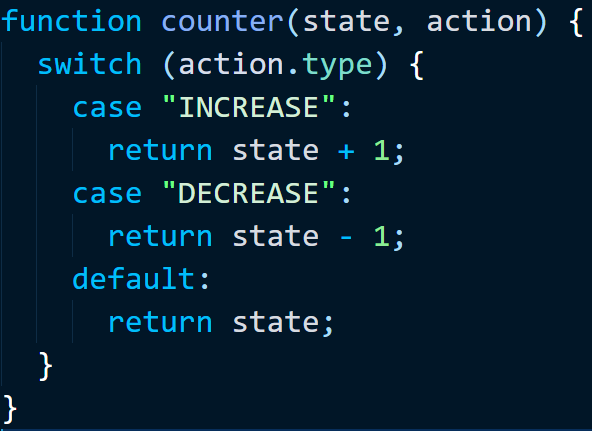 function counter(state, action) {
  switch (action.type) {
    case "INCREASE":
      return state + 1;
    case "DECREASE":
      return state - 1;
    default:
      return state;
  }
}